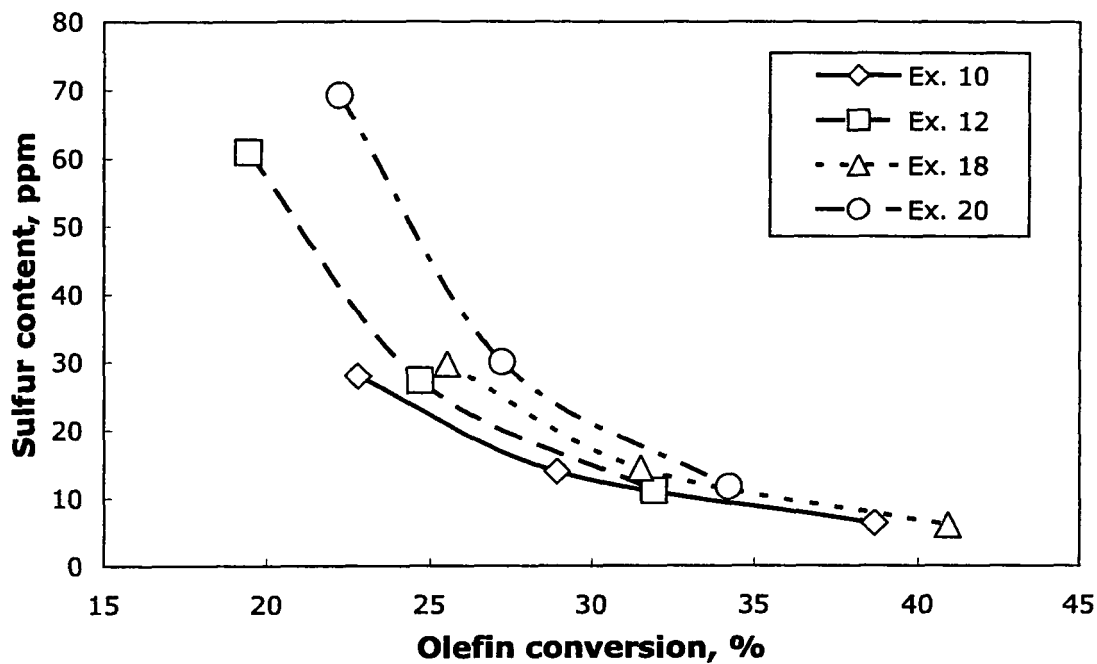 80
70
60
50
40
30
20
10
0
Sulfur content, ppm
Ex. 10
Ex. 12
Ex. 18
Ex. 20
15 20 25 30 35 40 45
Olefin conversion, %